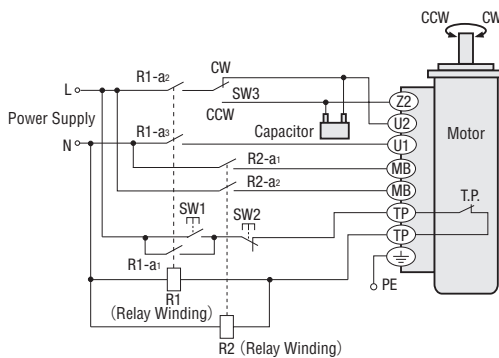 CCW CW
R1-a₂ CW
L
SW3
CCW
Z2
Power Supply
Capacitor
U2
R1-a₃
U1
Motor
N
R2-a₁
MB
R2-a₂
MB
T.P.
SW1 SW2
TP
R1-a₁
TP
R1
(Relay Winding)
PE
R2 (Relay Winding)